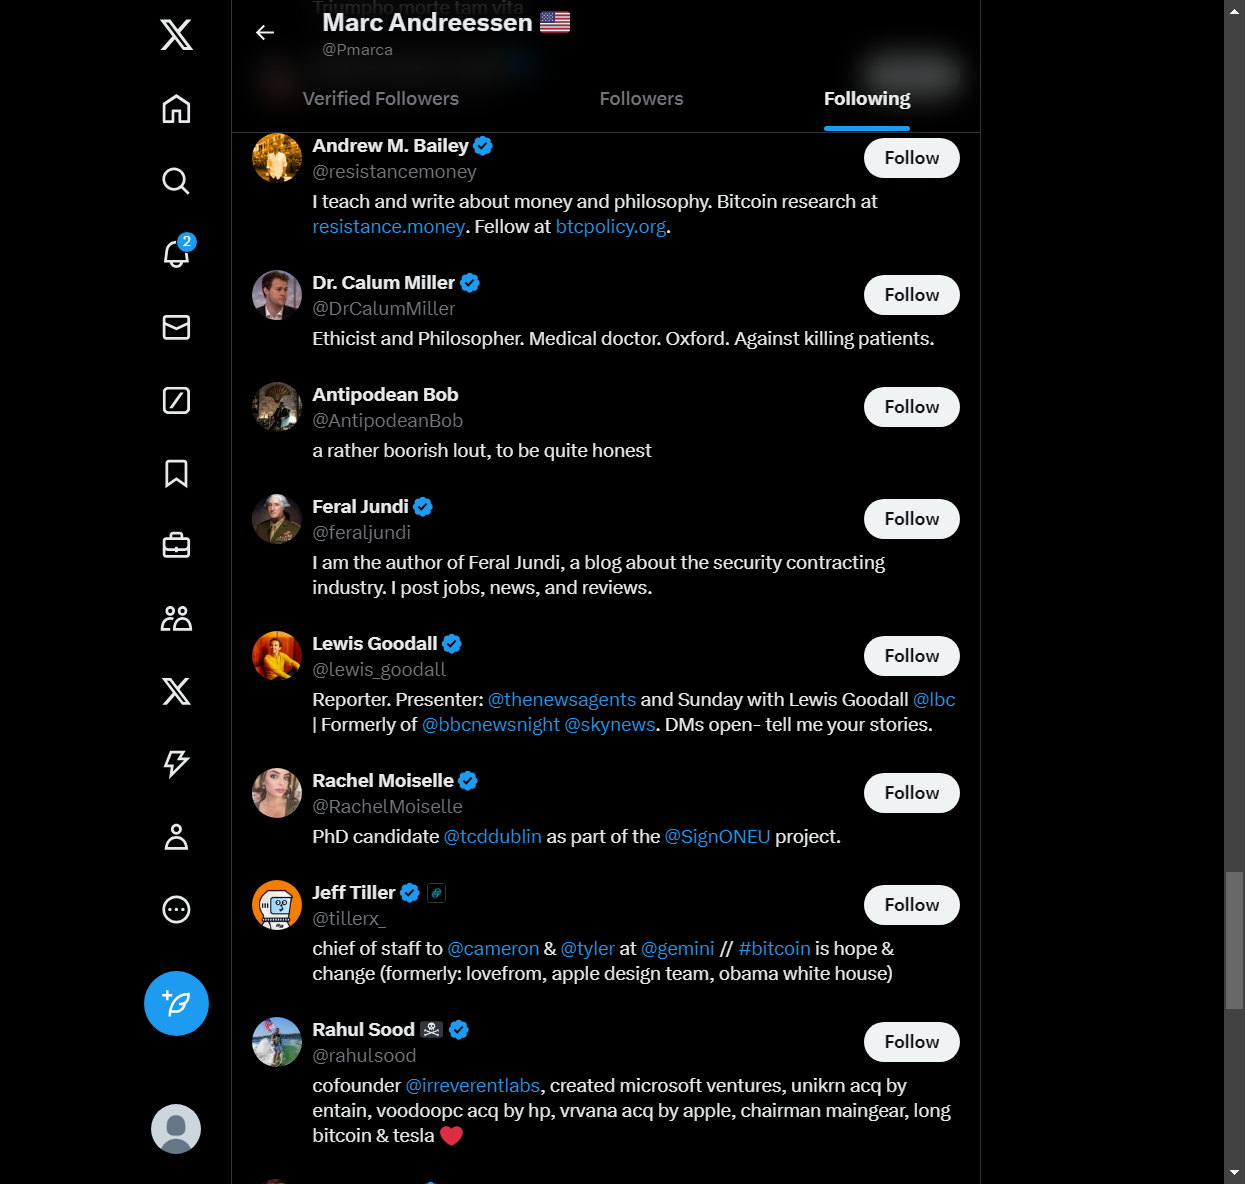 Triumpho morte tam vita
Marc Andreessen 🇺🇸
@Pmarca
Verified Followers
Followers
Following
2
Andrew M. Bailey
@resistancemoney
Follow
I teach and write about money and philosophy. Bitcoin research at
resistance.money. Fellow at btcpolicy.org.
Dr. Calum Miller
@DrCalumMiller
Follow
Ethicist and Philosopher. Medical doctor. Oxford. Against killing patients.
Antipodean Bob
@AntipodeanBob
Follow
a rather boorish lout, to be quite honest
Feral Jundi
@feraljundi
Follow
I am the author of Feral Jundi, a blog about the security contracting
industry. I post jobs, news, and reviews.
Lewis Goodall
@lewis_goodall
Follow
Reporter. Presenter: @thenewsagents and Sunday with Lewis Goodall @lbc
| Formerly of @bbcnewsnight @skynews. DMs open- tell me your stories.
Rachel Moiselle
@RachelMoiselle
Follow
PhD candidate @tcddublin as part of the @SignONEU project.
Jeff Tiller
@tillerx_
Follow
chief of staff to @cameron & @tyler at @gemini // #bitcoin is hope &
change (formerly: lovefrom, apple design team, obama white house)
Rahul Sood 🏴‍☠️
@rahulsood
Follow
cofounder @irreverentlabs, created microsoft ventures, unikrn acq by
entain, voodoopc acq by hp, vrvana acq by apple, chairman maingear, long
bitcoin & tesla ❤️